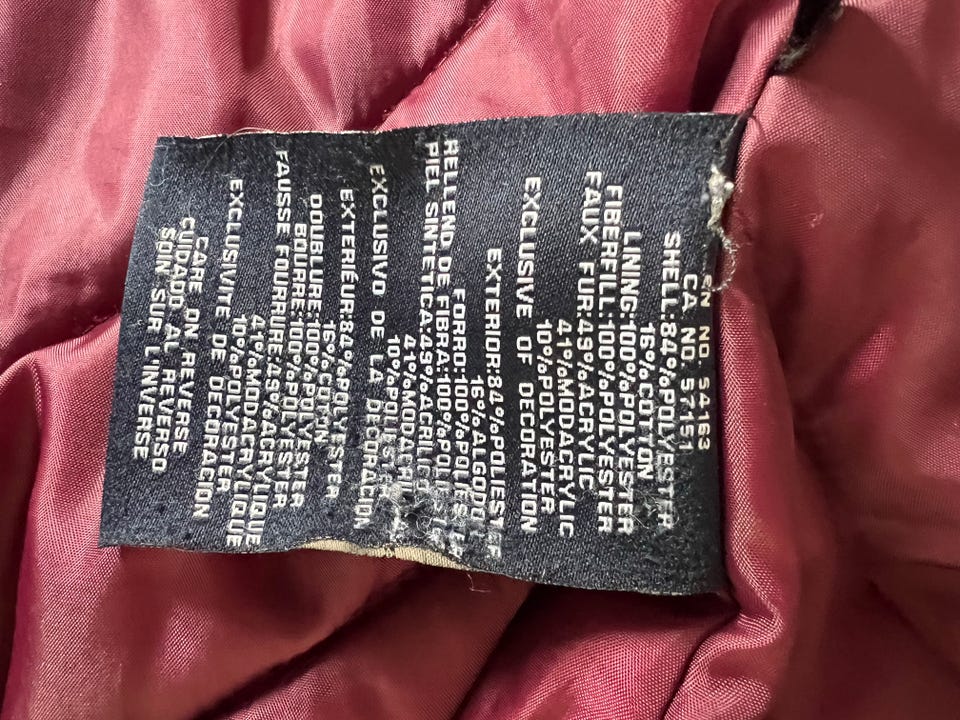 RN NO 54163
CA NO 57151
SHELL:84%POLYESTER
16%COTTON
LINING:100%POLYESTER
FIBERFILL:100%POLYESTER
FAUX FUR:49%ACRYLIC
41%MODACRYLIC
10%POLYESTER
EXCLUSIVE OF DECORATION
EXTERIOR:84%POLIESTER
16%ALGODON
FORRO:100%POLIESTER
RELLENO DE FIBRA:100%
PIEL SINTETICA:49%ACRILICO
41%MODACRILICO
10%POLIESTER
EXCLUSIVO DE LA DECORACION
EXTERIÉUR:84%POLYESTER
16%COTON
DOUBLURE:100%POLYESTER
BOURRE:100%POLYESTER
FAUSSE FOURRURE:49%ACRYLIQUE
41%MODACRYLIQUE
10%POLYESTER
EXCLUSIVITE DE DECORACION
CARE ON REVERSE
CUIDADO AL REVERSO
SOIN SUR L'INVERSE